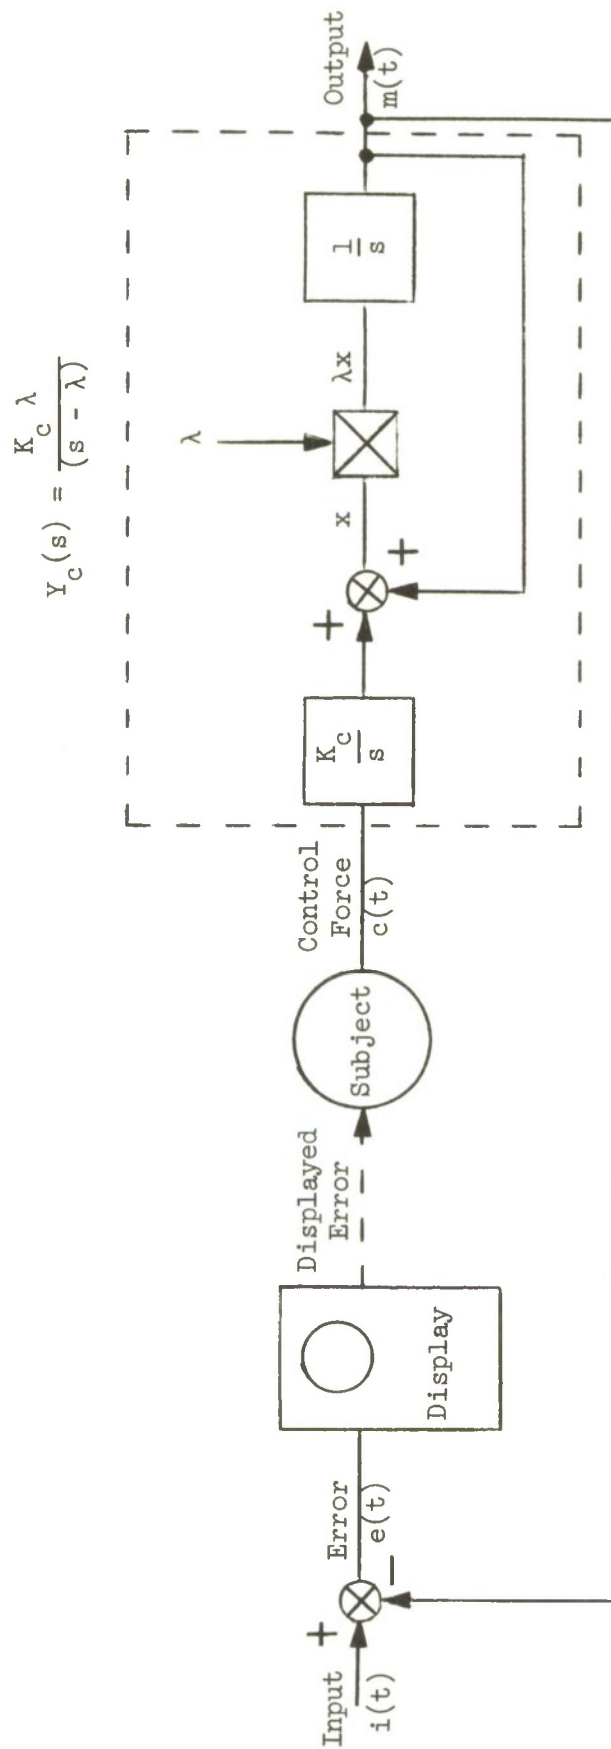 Y_c(s) = K_c λ / (s - λ)
Input
i(t)
+
-
Error
e(t)
Display
Displayed
Error
Subject
Control
Force
c(t)
K_c
s
+
+
x
λ
λx
1
s
Output
m(t)